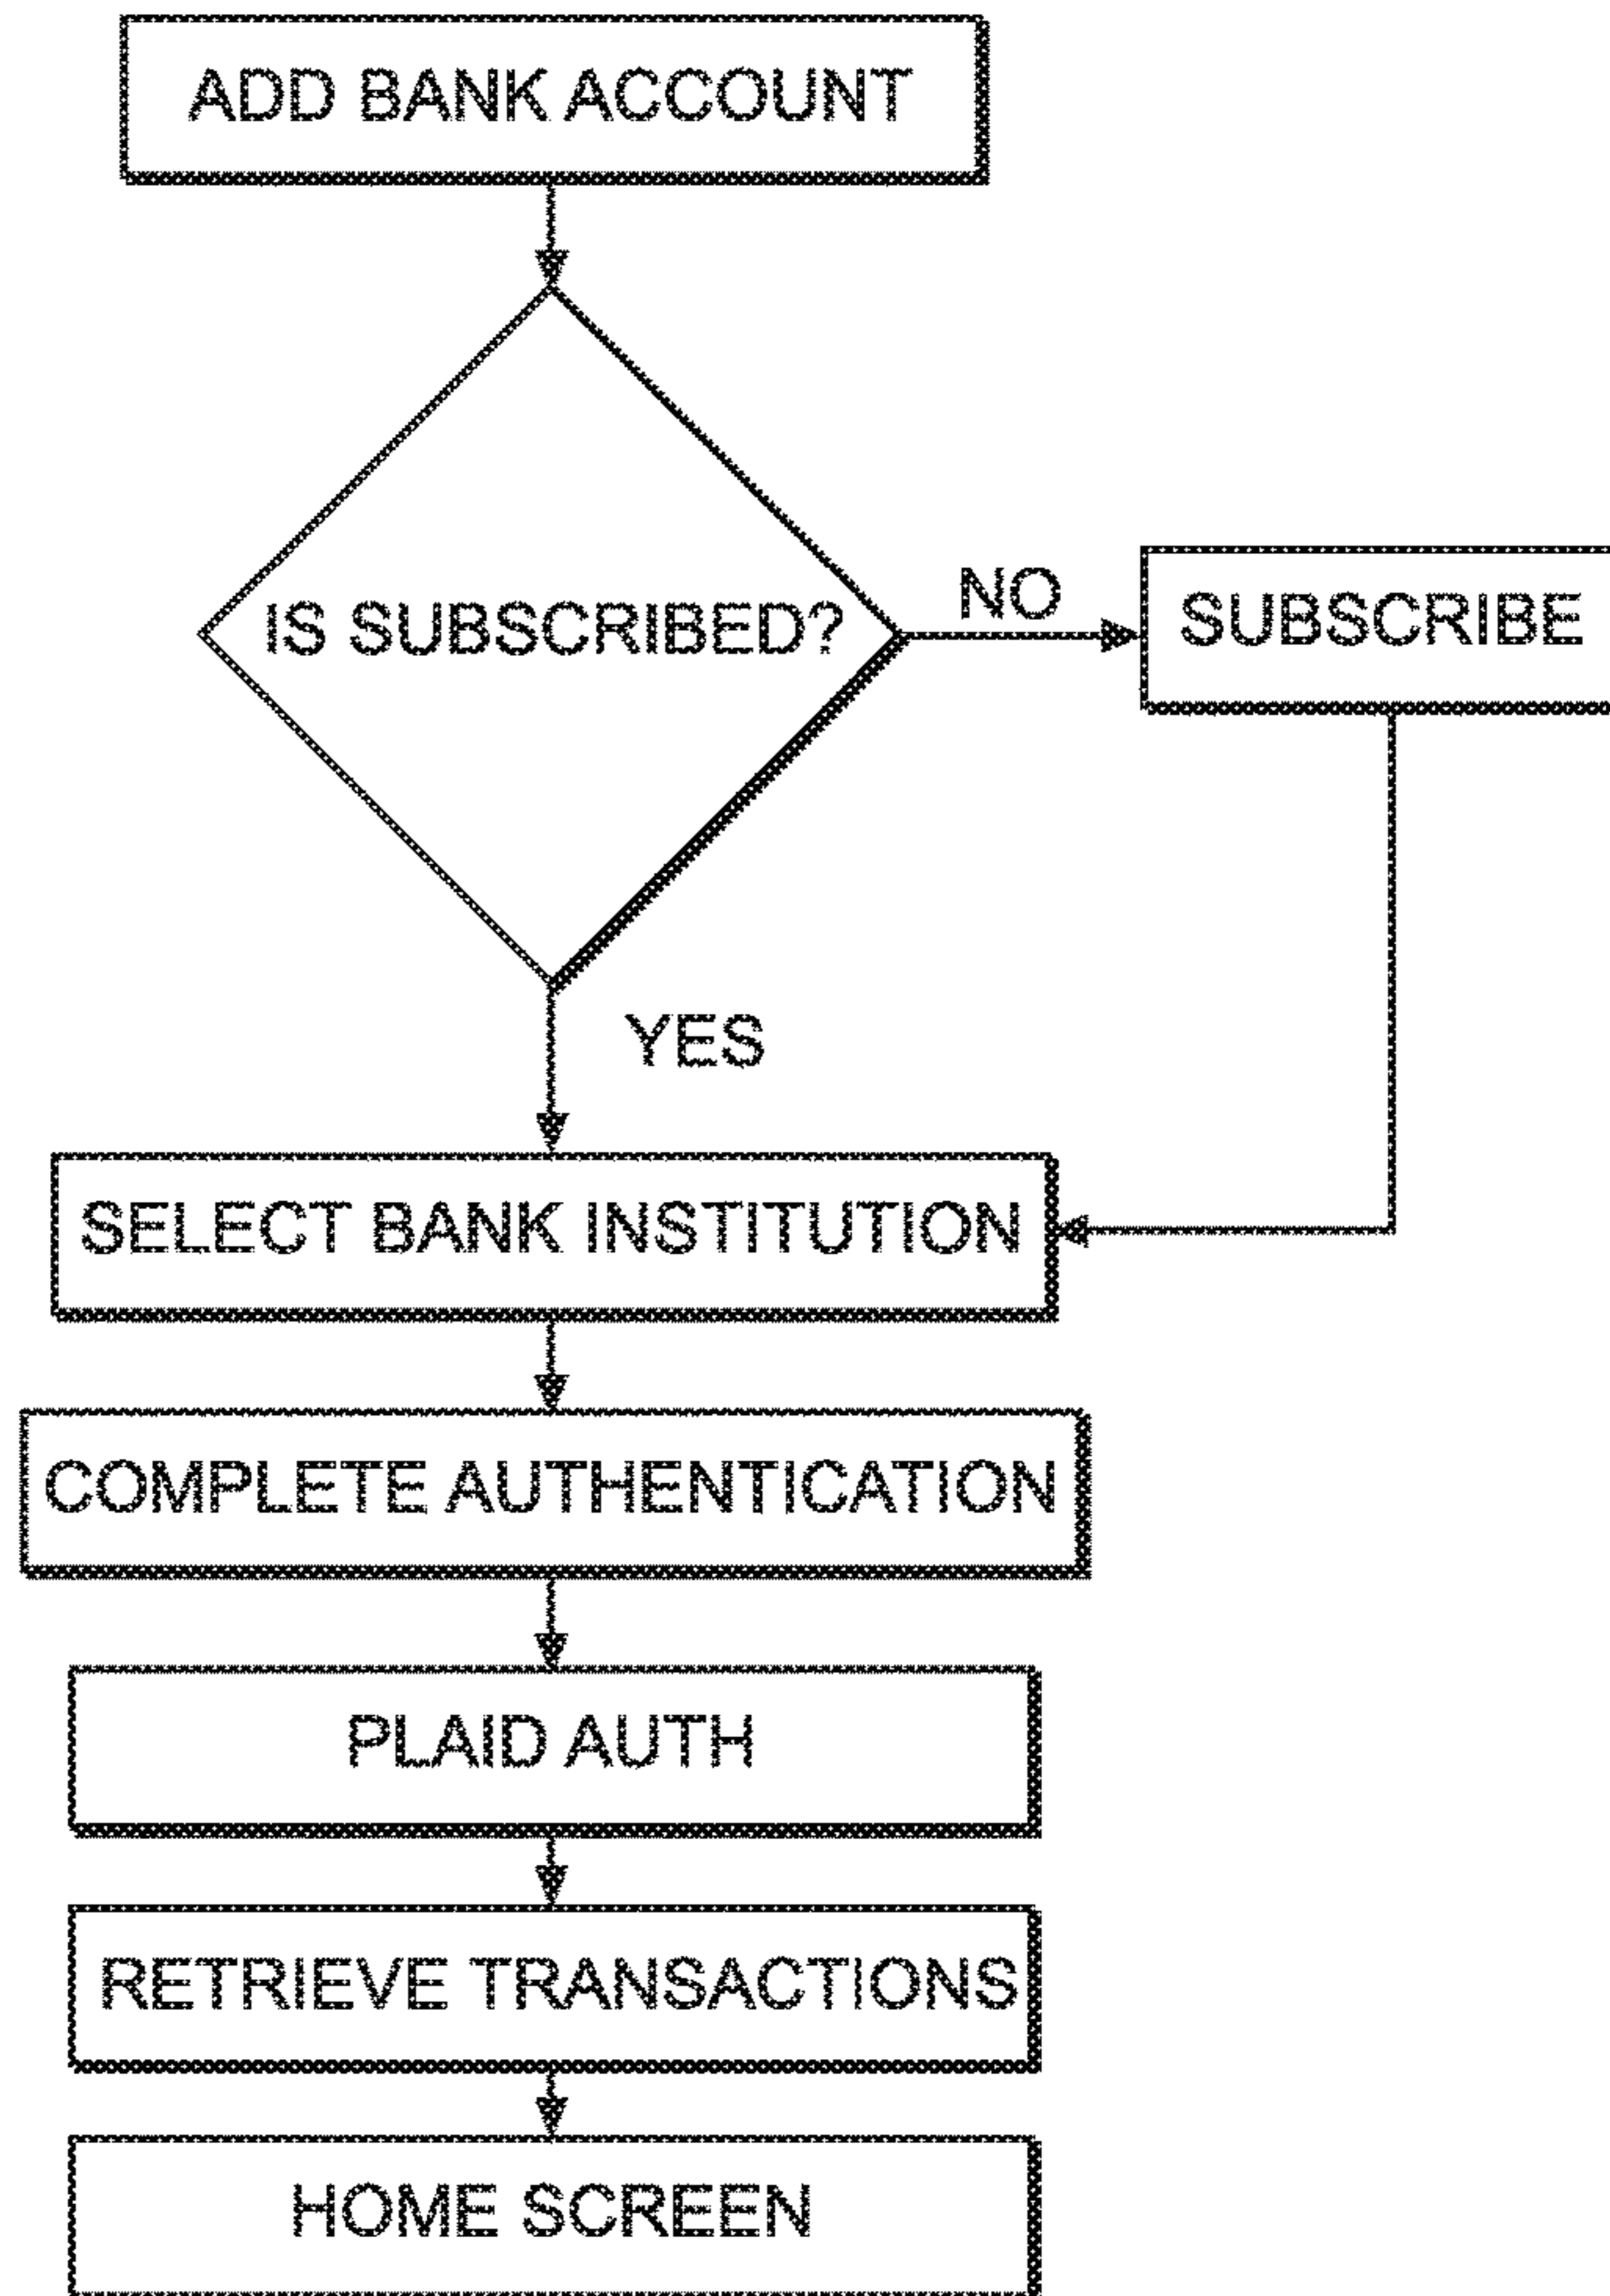 ADD BANK ACCOUNT
IS SUBSCRIBED?
NO
SUBSCRIBE
YES
SELECT BANK INSTITUTION
COMPLETE AUTHENTICATION
PLAID AUTH
RETRIEVE TRANSACTIONS
HOME SCREEN